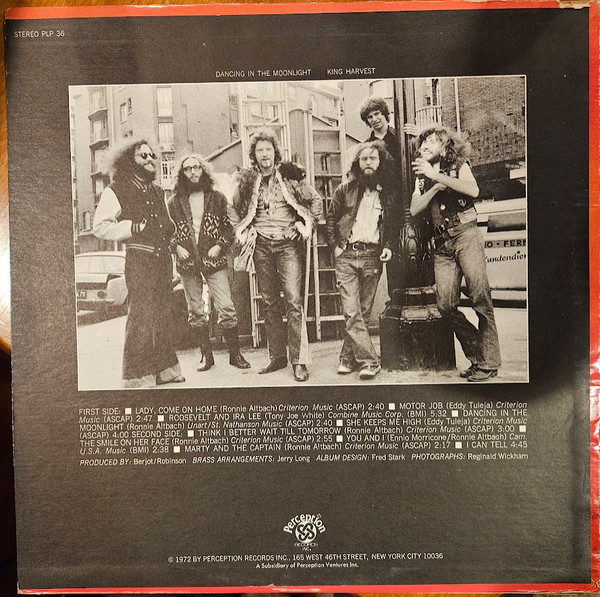 STEREO PLP 36
DANCING IN THE MOONLIGHT KING HARVEST
IO • FERN
undendier
FIRST SIDE: ■ LADY, COME ON HOME (Ronnie Altbach) Criterion Music (ASCAP) 2:40 ■ MOTOR JOB (Eddy Tuleja) Criterion
Music (ASCAP) 2:47 ■ ROOSEVELT AND IRA LEE (Tony Joe White) Combine Music Corp. (BMI) 5:32 ■ DANCING IN THE
MOONLIGHT (Ronnie Altbach) Unart/St. Nathanson Music (ASCAP) 2:40 ■ SHE KEEPS ME HIGH (Eddy Tuleja) Criterion Music
(ASCAP) 4:00 SECOND SIDE: ■ THINK I BETTER WAIT TILL TOMORROW (Ronnie Altbach) Criterion Music (ASCAP) 3:00 ■
THE SMILE ON HER FACE (Ronnie Altbach) Criterion Music (ASCAP) 2:55 ■ YOU AND I (Ennio Morricone/Ronnie Altbach) Cam.
U.S.A. Music (BMI) 2:38 ■ MARTY AND THE CAPTAIN (Ronnie Altbach) Criterion Music (ASCAP) 2:17 ■ I CAN TELL 4:45
PRODUCED BY: Berjot/Robinson BRASS ARRANGEMENTS: Jerry Long ALBUM DESIGN: Fred Stark PHOTOGRAPHS: Reginald Wickham
Perception
RECORDS
INC.
© 1972 BY PERCEPTION RECORDS INC., 165 WEST 46TH STREET, NEW YORK CITY 10036
A Subsidiary of Perception Ventures Inc.